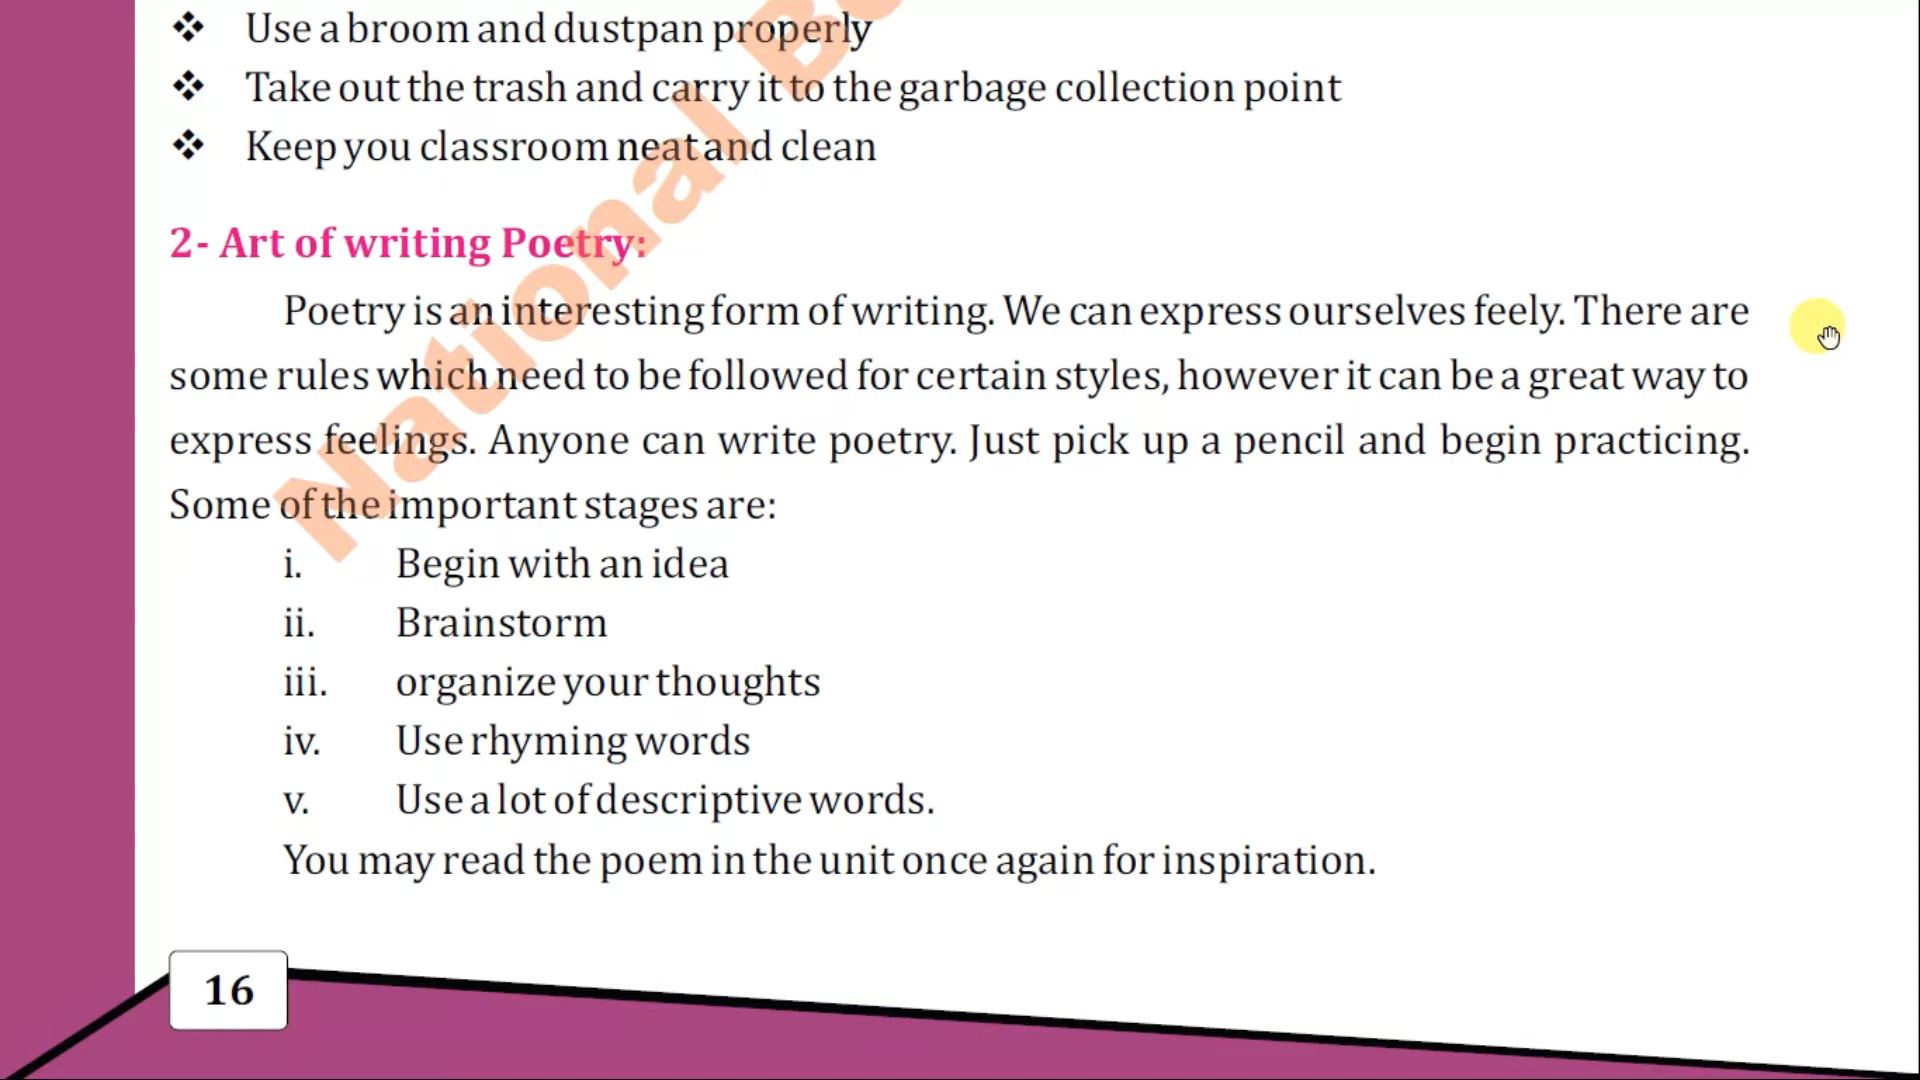 ❖ Use a broom and dustpan properly
❖ Take out the trash and carry it to the garbage collection point
❖ Keep you classroom neat and clean
2- Art of writing Poetry:
Poetry is an interesting form of writing. We can express ourselves feely. There are
some rules which need to be followed for certain styles, however it can be a great way to
express feelings. Anyone can write poetry. Just pick up a pencil and begin practicing.
Some of the important stages are:
i. Begin with an idea
ii. Brainstorm
iii. organize your thoughts
iv. Use rhyming words
v. Use a lot of descriptive words.
You may read the poem in the unit once again for inspiration.
16
National